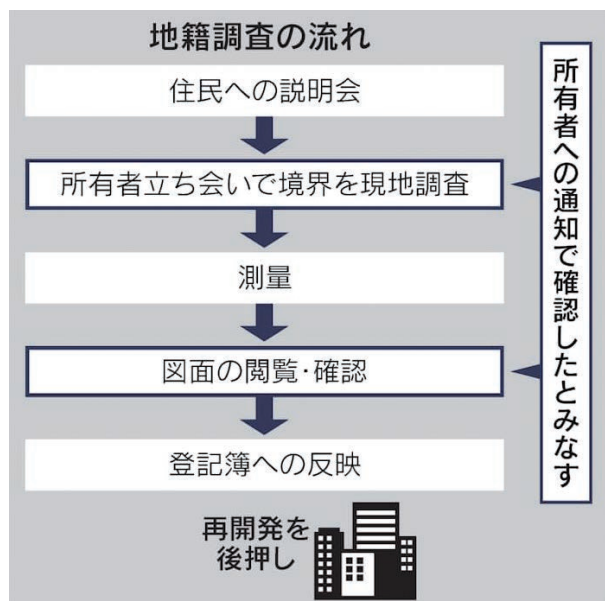 地籍調査の流れ
住民への説明会
所有者立ち会いで境界を現地調査
測量
図面の閲覧・確認
登記簿への反映
所有者への通知で確認したとみなす
再開発を
後押し